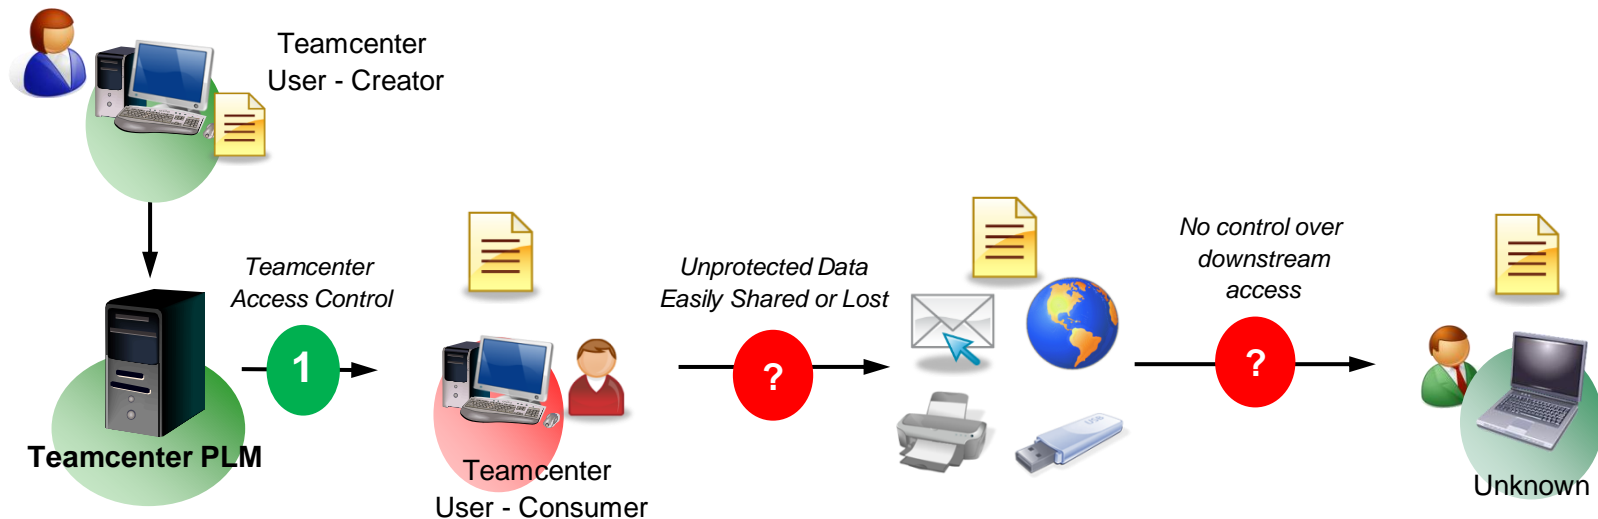 Teamcenter
User - Creator
Teamcenter
Access Control
1
Teamcenter PLM
Teamcenter
User - Consumer
Unprotected Data
Easily Shared or Lost
?
USB
No control over
downstream
access
?
Unknown